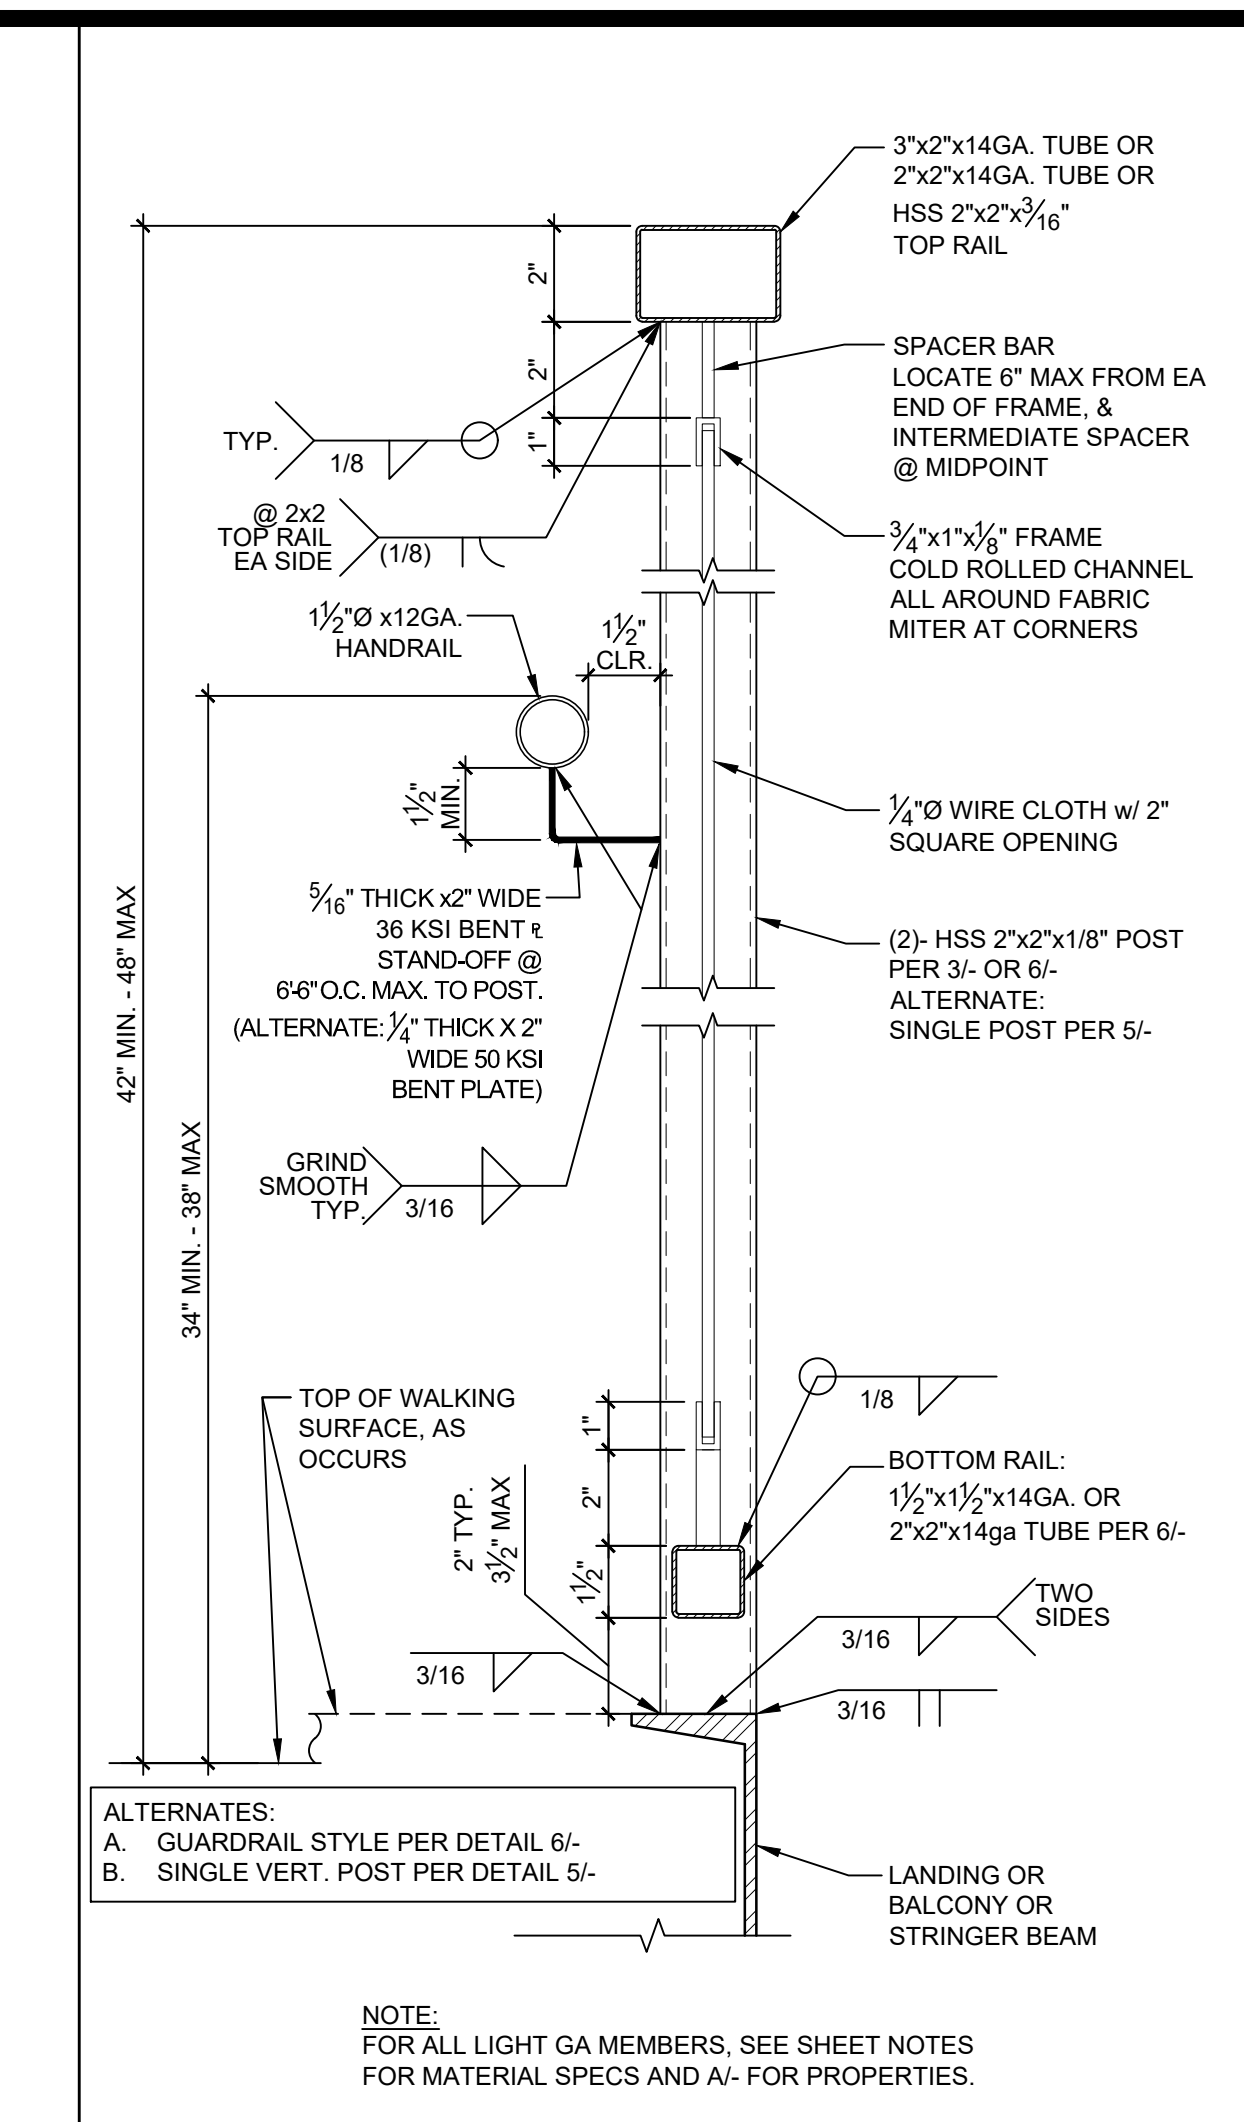 3"x2"x14GA. TUBE OR
2"x2"x14GA. TUBE OR
HSS 2"x2"x3/16"
TOP RAIL
2"
2"
1"
SPACER BAR
LOCATE 6" MAX FROM EA
END OF FRAME, &
INTERMEDIATE SPACER
@ MIDPOINT
TYP.
1/8
@ 2x2
TOP RAIL
EA SIDE
(1/8)
3/4"x1"x1/8" FRAME
COLD ROLLED CHANNEL
ALL AROUND FABRIC
MITER AT CORNERS
1 1/2"Ø x12GA.
HANDRAIL
1 1/2"
CLR.
1 1/2"
MIN.
1/4"Ø WIRE CLOTH w/ 2"
SQUARE OPENING
5/16" THICK x2" WIDE
36 KSI BENT ℄
STAND-OFF @
6'-6" O.C. MAX. TO POST.
(ALTERNATE: 1/4" THICK X 2"
WIDE 50 KSI
BENT PLATE)
(2)- HSS 2"x2"x1/8" POST
PER 3/- OR 6/-
ALTERNATE:
SINGLE POST PER 5/-
42" MIN. - 48" MAX
34" MIN. - 38" MAX
GRIND
SMOOTH
TYP.
3/16
1/8
TOP OF WALKING
SURFACE, AS
OCCURS
1"
2"
1 1/2"
2" TYP.
3 1/2" MAX
BOTTOM RAIL:
1 1/2"x1 1/2"x14GA. OR
2"x2"x14ga TUBE PER 6/-
TWO
SIDES
3/16
3/16
3/16
ALTERNATES:
A. GUARDRAIL STYLE PER DETAIL 6/-
B. SINGLE VERT. POST PER DETAIL 5/-
LANDING OR
BALCONY OR
STRINGER BEAM
NOTE:
FOR ALL LIGHT GA MEMBERS, SEE SHEET NOTES
FOR MATERIAL SPECS AND A/- FOR PROPERTIES.